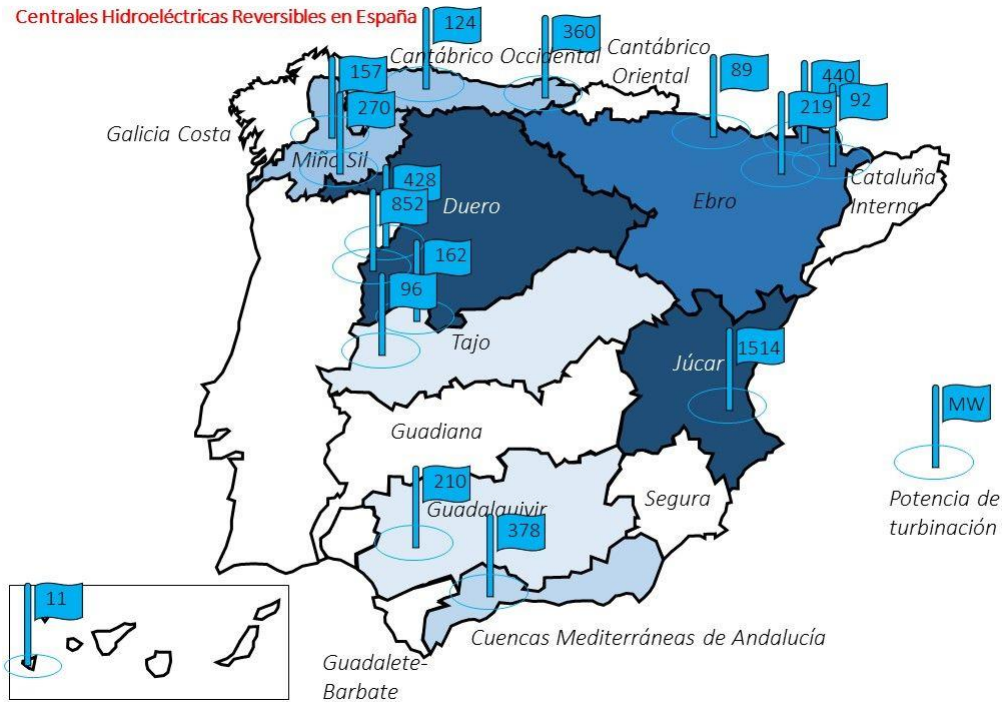 Centrales Hidroeléctricas Reversibles en España
124
360
Cantábrico Occidental
Cantábrico
Oriental
157
89
440
270
219
92
Galicia Costa
Miño Sil
Cataluña
Interna
428
Duero
Ebro
852
162
96
Tajo
1514
Júcar
MW
Guadiana
210
Segura
Potencia de
turbinación
Guadalquivir
378
11
Cuencas Mediterráneas de Andalucía
Guadalete-
Barbate